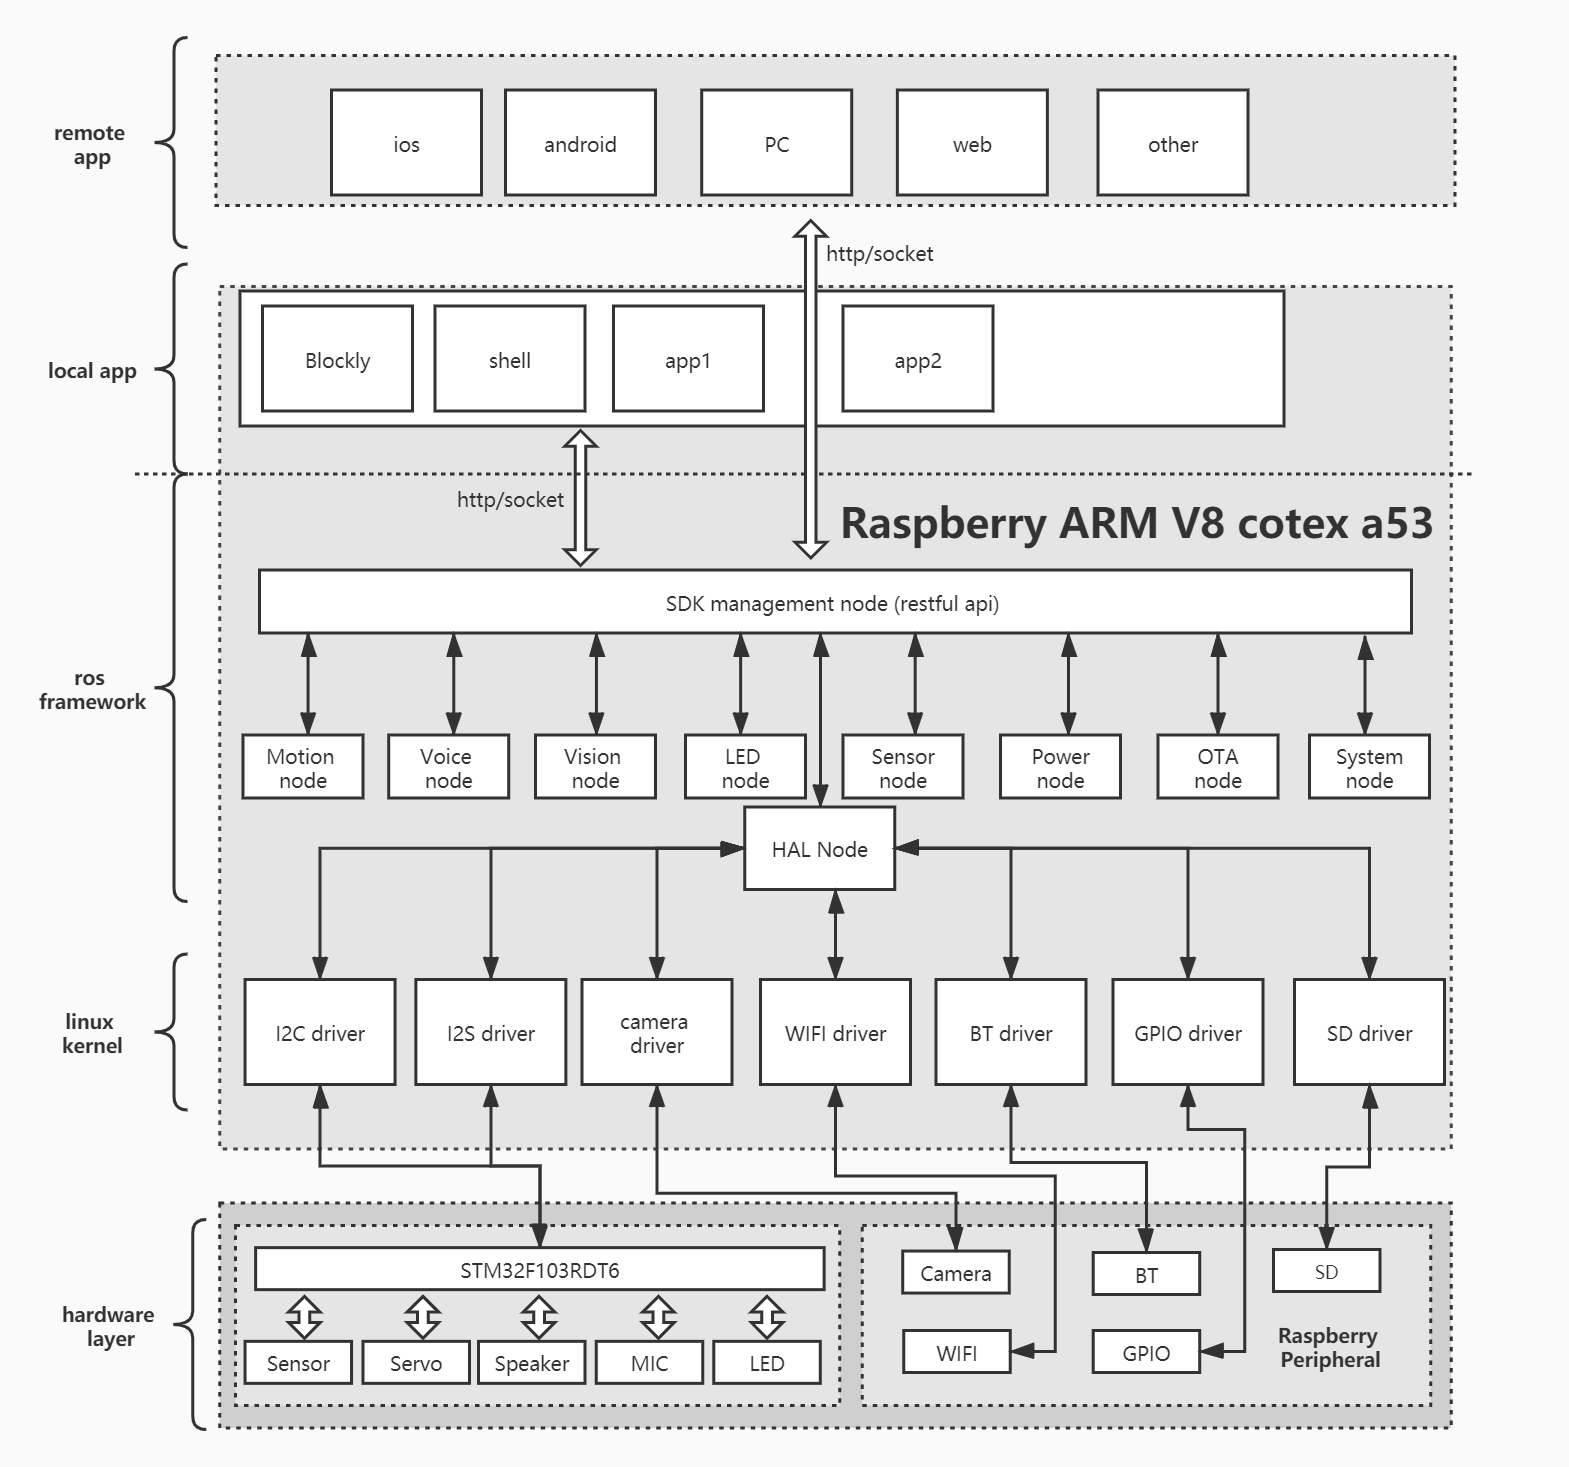 remote
app
ios
android
PC
web
other
http/socket
local app
Blockly
shell
app1
app2
http/socket
Raspberry ARM V8 cotex a53
SDK management node (restful api)
ros
framework
Motion
node
Voice
node
Vision
node
LED
node
Sensor
node
Power
node
OTA
node
System
node
HAL Node
linux
kernel
I2C driver
I2S driver
camera
driver
WIFI driver
BT driver
GPIO driver
SD driver
hardware
layer
STM32F103RDT6
Sensor
Servo
Speaker
MIC
LED
Camera
BT
SD
WIFI
GPIO
Raspberry
Peripheral